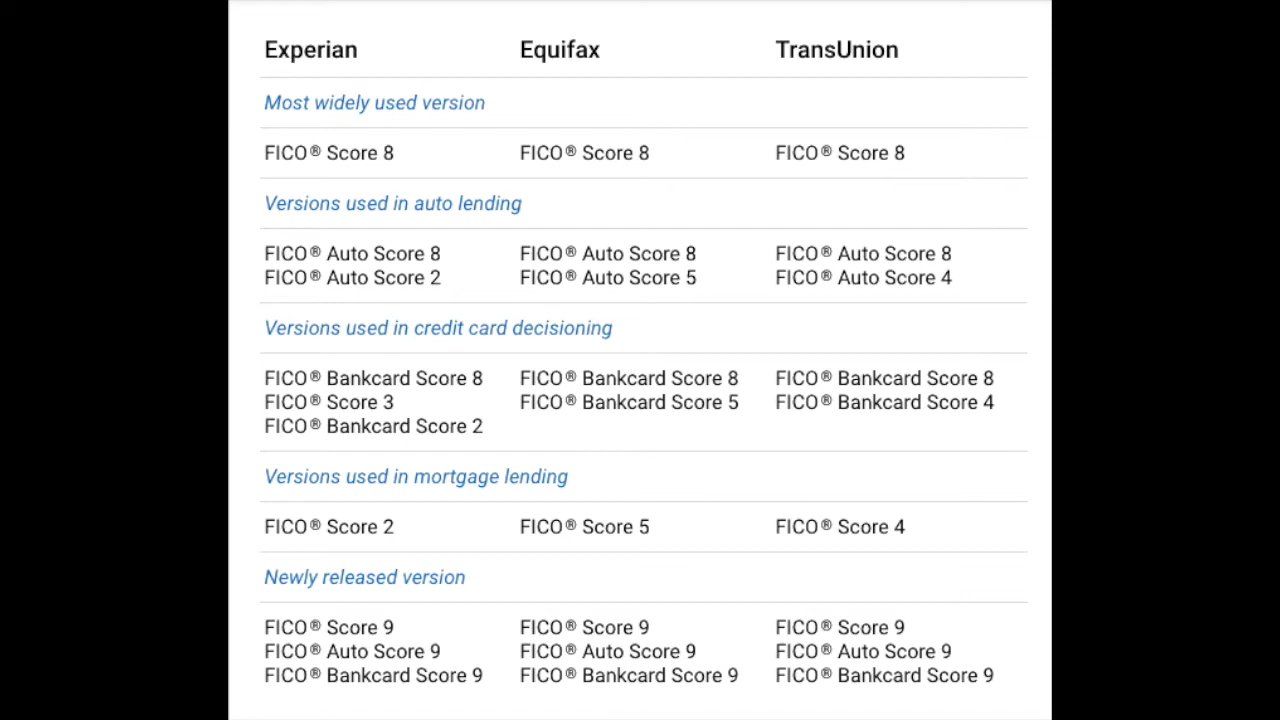 Experian Equifax TransUnion
Most widely used version
FICO® Score 8 FICO® Score 8 FICO® Score 8
Versions used in auto lending
FICO® Auto Score 8 FICO® Auto Score 8 FICO® Auto Score 8
FICO® Auto Score 2 FICO® Auto Score 5 FICO® Auto Score 4
Versions used in credit card decisioning
FICO® Bankcard Score 8 FICO® Bankcard Score 8 FICO® Bankcard Score 8
FICO® Score 3 FICO® Bankcard Score 5 FICO® Bankcard Score 4
FICO® Bankcard Score 2
Versions used in mortgage lending
FICO® Score 2 FICO® Score 5 FICO® Score 4
Newly released version
FICO® Score 9 FICO® Score 9 FICO® Score 9
FICO® Auto Score 9 FICO® Auto Score 9 FICO® Auto Score 9
FICO® Bankcard Score 9 FICO® Bankcard Score 9 FICO® Bankcard Score 9